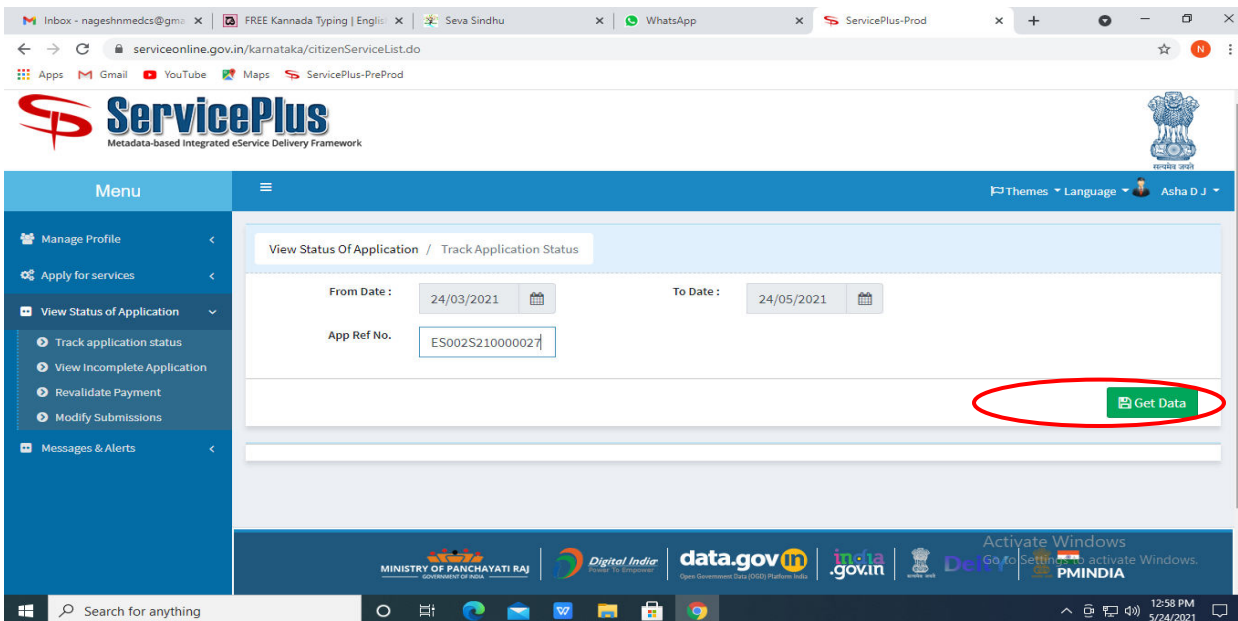 Inbox - nageshnmedcs@gma
FREE Kannada Typing | Englis
Seva Sindhu
WhatsApp
ServicePlus-Prod
serviceonline.gov.in/karnataka/citizenServiceList.do
N
Apps
Gmail
YouTube
Maps
ServicePlus-PreProd
ServicePlus
Metadata-based Integrated eService Delivery Framework
सत्यमेव जयते
Menu
Themes
Language
Asha D J
Manage Profile
Apply for services
View Status of Application
Track application status
View Incomplete Application
Revalidate Payment
Modify Submissions
Messages & Alerts
View Status Of Application / Track Application Status
From Date :
24/03/2021
To Date :
24/05/2021
App Ref No.
ES002S210000027
Get Data
MINISTRY OF PANCHAYATI RAJ
GOVERNMENT OF INDIA
Digital India
Power To Empower
data.gov in
Open Government Data (OGD) Platform India
india
.gov.in
PMINDIA
Activate Windows
Go to Settings to activate Windows.
Search for anything
12:58 PM
5/24/2021